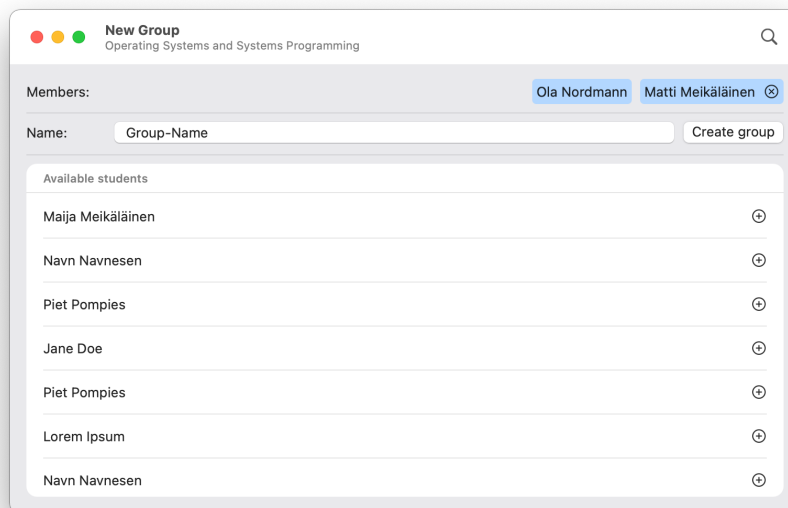 New Group
Operating Systems and Systems Programming
Members: Ola Nordmann Matti Meikäläinen
Name: Group-Name Create group
Available students
Maija Meikäläinen
Navn Navnesen
Piet Pompies
Jane Doe
Piet Pompies
Lorem Ipsum
Navn Navnesen